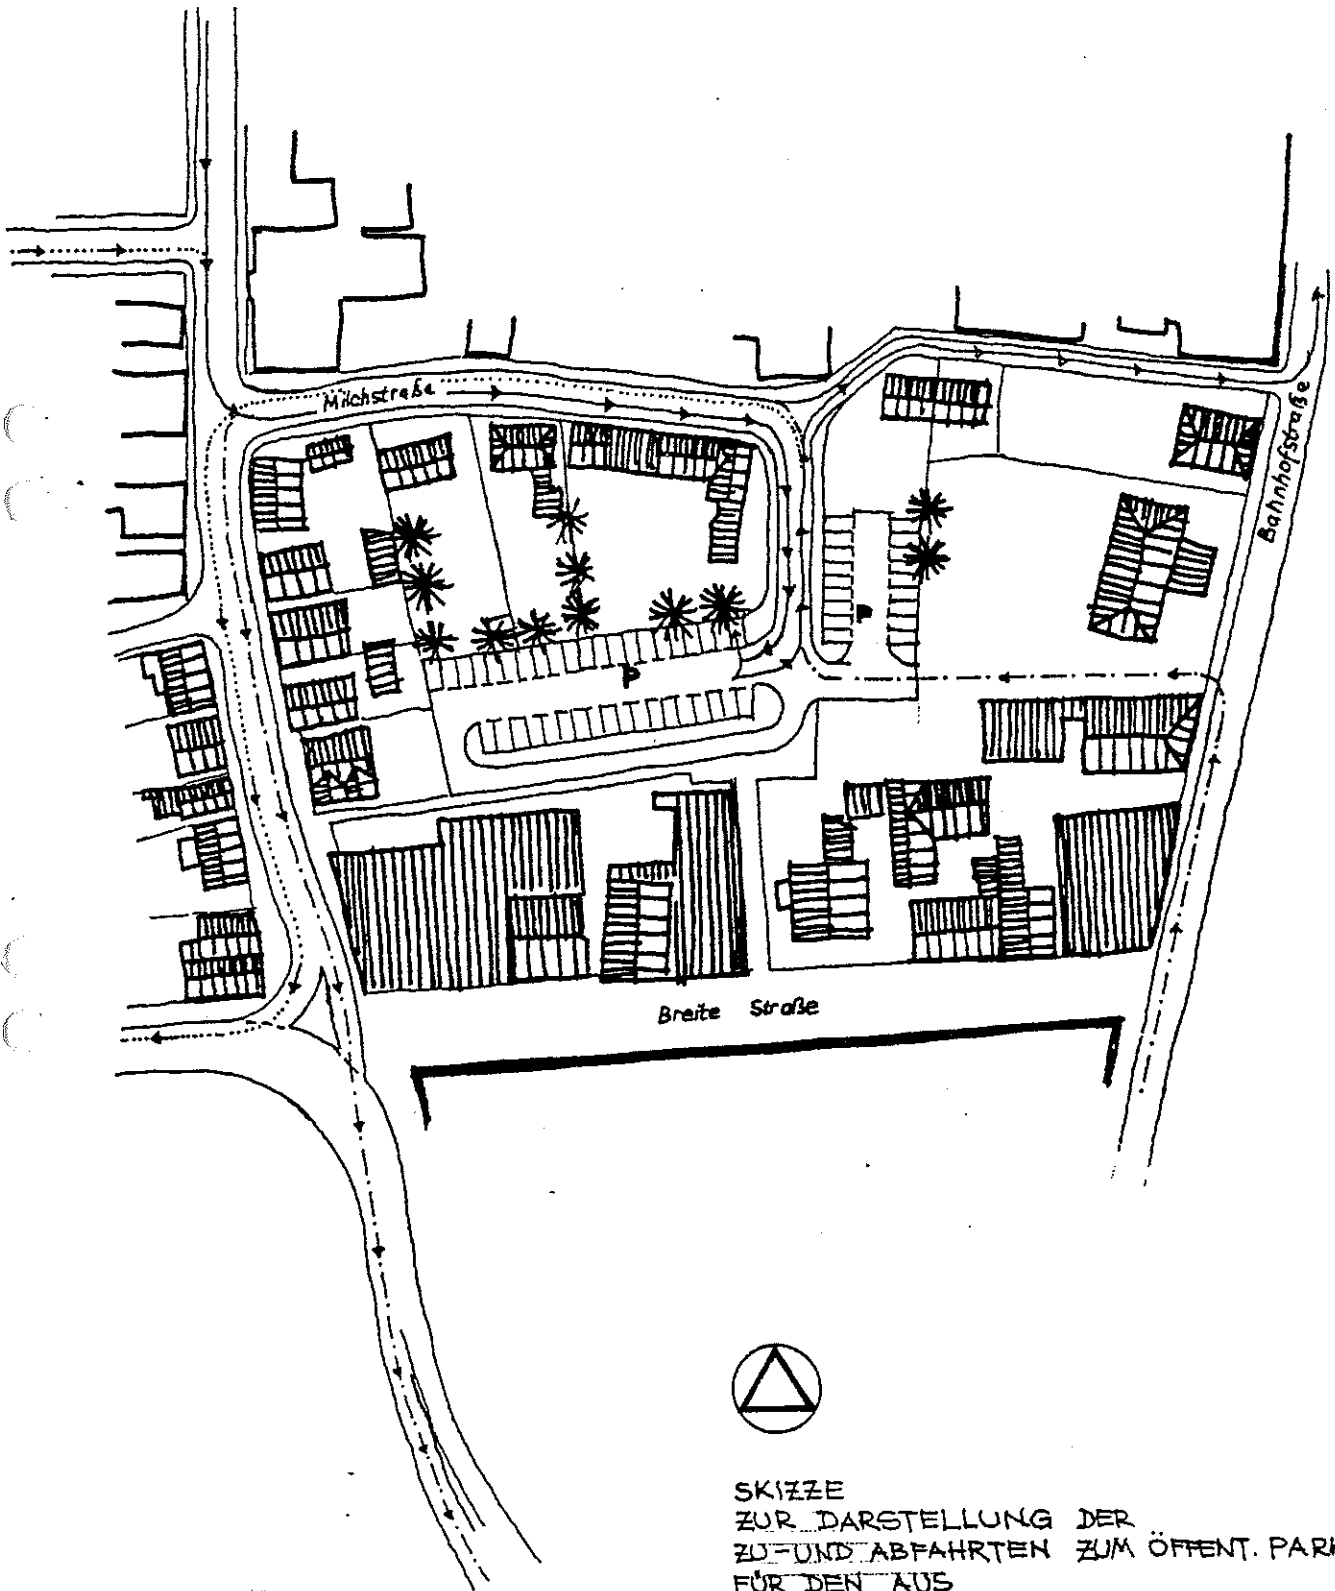 Milchstraße
Bahnhofstraße
P
P
Breite Straße
SKIZZE
ZUR DARSTELLUNG DER
ZU- UND ABFAHRTEN ZUM ÖFFENT. PARK
FÜR DEN AUS